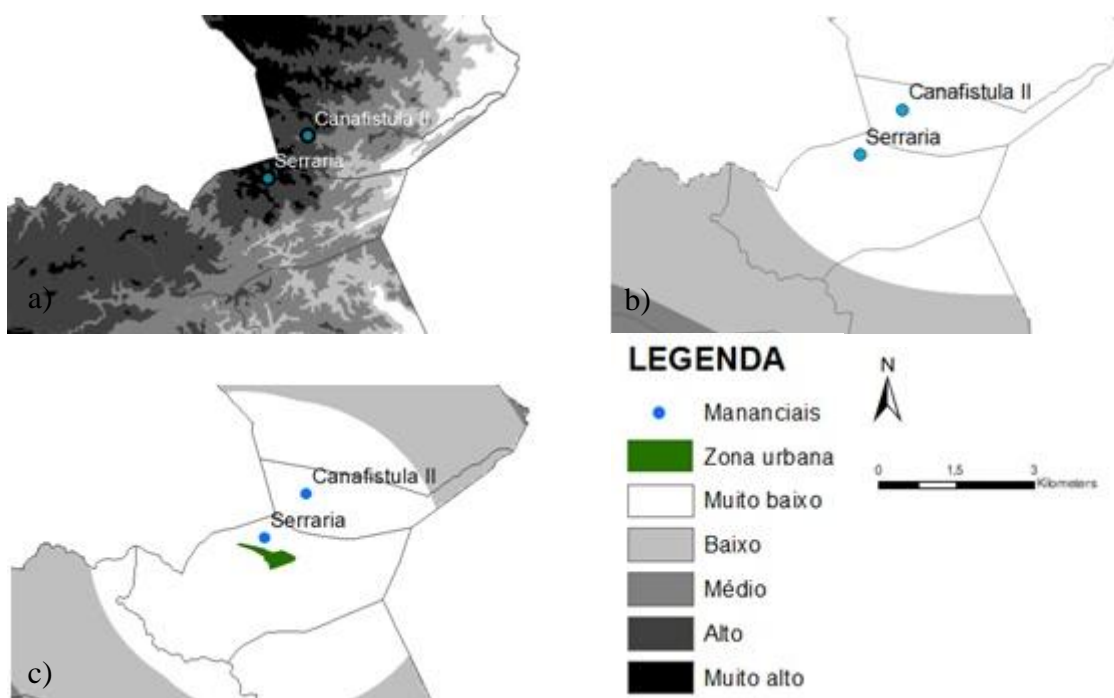 Canafistula II
Serraria
a)
Canafistula II
Serraria
b)
Canafistula II
Serraria
c)
LEGENDA
Mananciais
Zona urbana
Muito baixo
Baixo
Médio
Alto
Muito alto
N
0 1,5 3
Kilometers